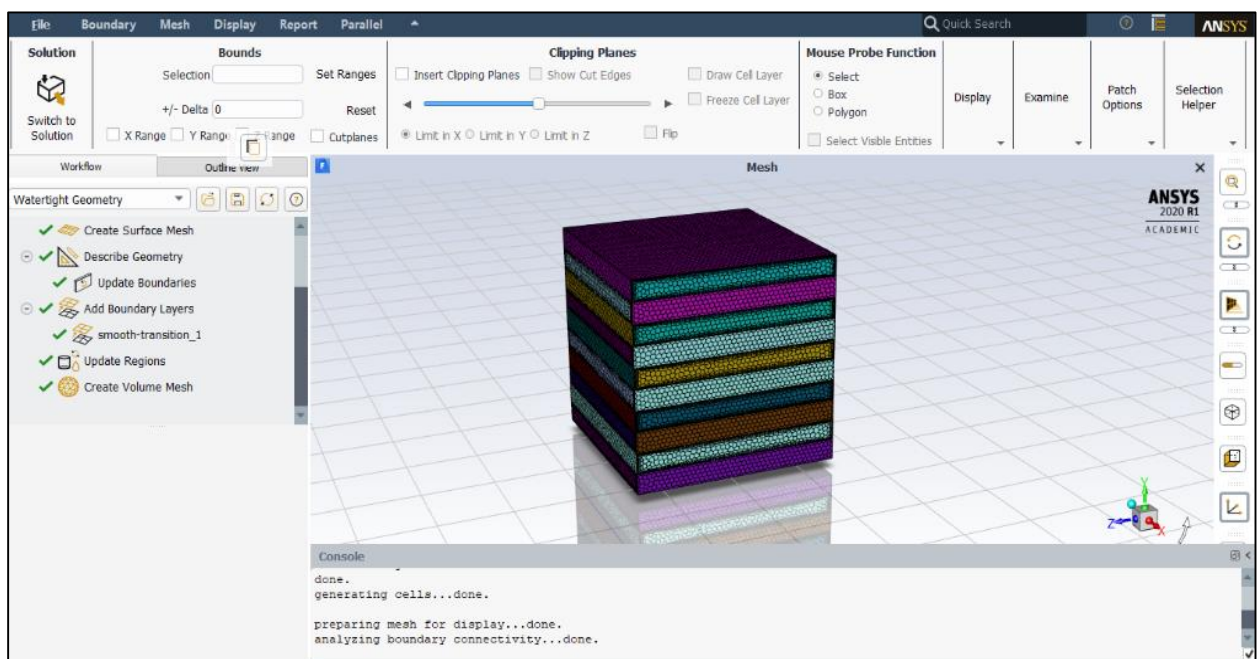 File Boundary Mesh Display Report Parallel Quick Search ANSYS
Solution Bounds Clipping Planes Mouse Probe Function
Selection Set Ranges Insert Clipping Planes Show Cut Edges Draw Cell Layer Select
Freeze Cell Layer Box
Switch to Solution +/- Delta 0 Reset Polygon Display Examine Patch Options Selection Helper
X Range Y Range Range Cutplanes Limit in X Limit in Y Limit in Z Flip Select Visible Entities
Workflow Outline View Mesh
Watertight Geometry
ANSYS
2020 R1
ACADEMIC
Create Surface Mesh
Describe Geometry
Update Boundaries
Add Boundary Layers
smooth-transition_1
Update Regions
Create Volume Mesh
Y
Z
X
Console
done.
generating cells...done.
preparing mesh for display...done.
analyzing boundary connectivity...done.